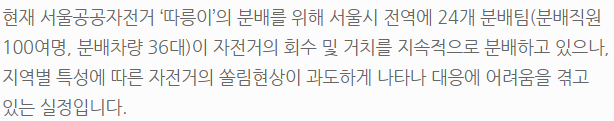 현재 서울공공자전거 ‘따릉이’의 분배를 위해 서울시 전역에 24개 분배팀(분배직원
100여명, 분배차량 36대)이 자전거의 회수 및 거치를 지속적으로 분배하고 있으나,
지역별 특성에 따른 자전거의 쏠림현상이 과도하게 나타나 대응에 어려움을 겪고
있는 실정입니다.